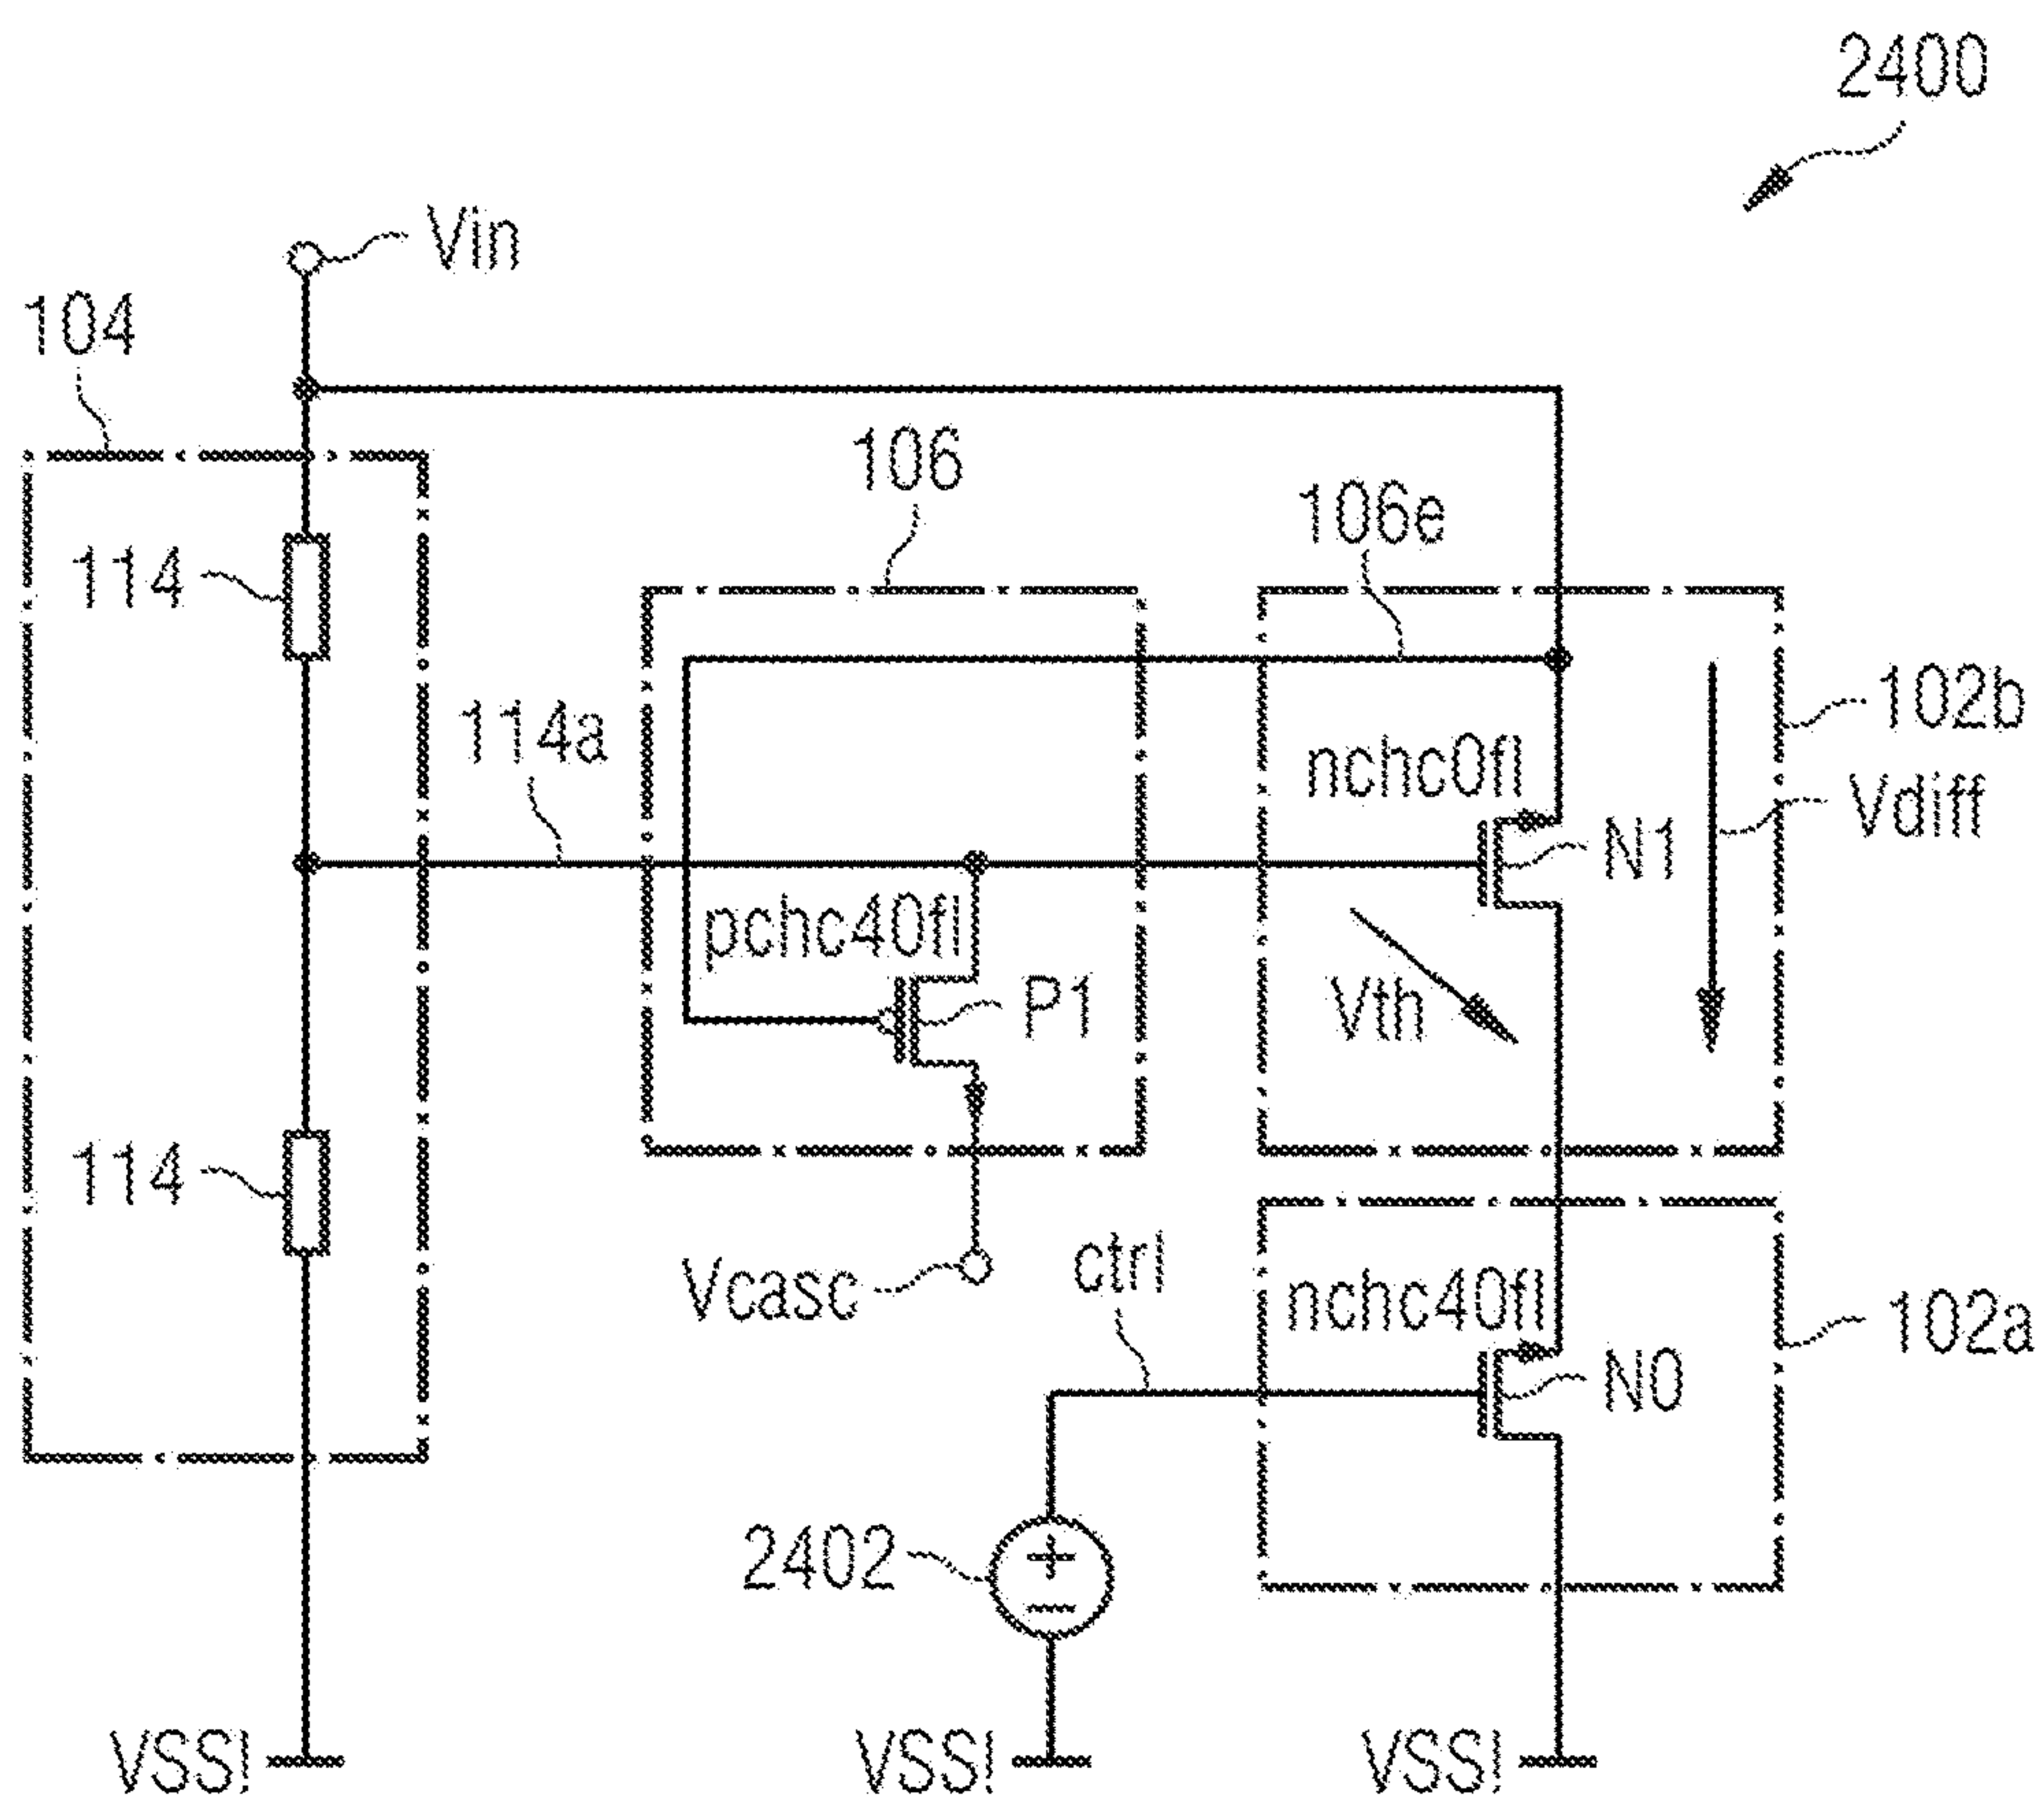 2400
Vin
104
106
106e
114
102b
114a
nchc0fl
Vdiff
N1
pchc40fl
P1
Vth
114
ctrl
Vcasc
nchc40fl
102a
N0
2402
+
−
VSS!
VSS!
VSS!